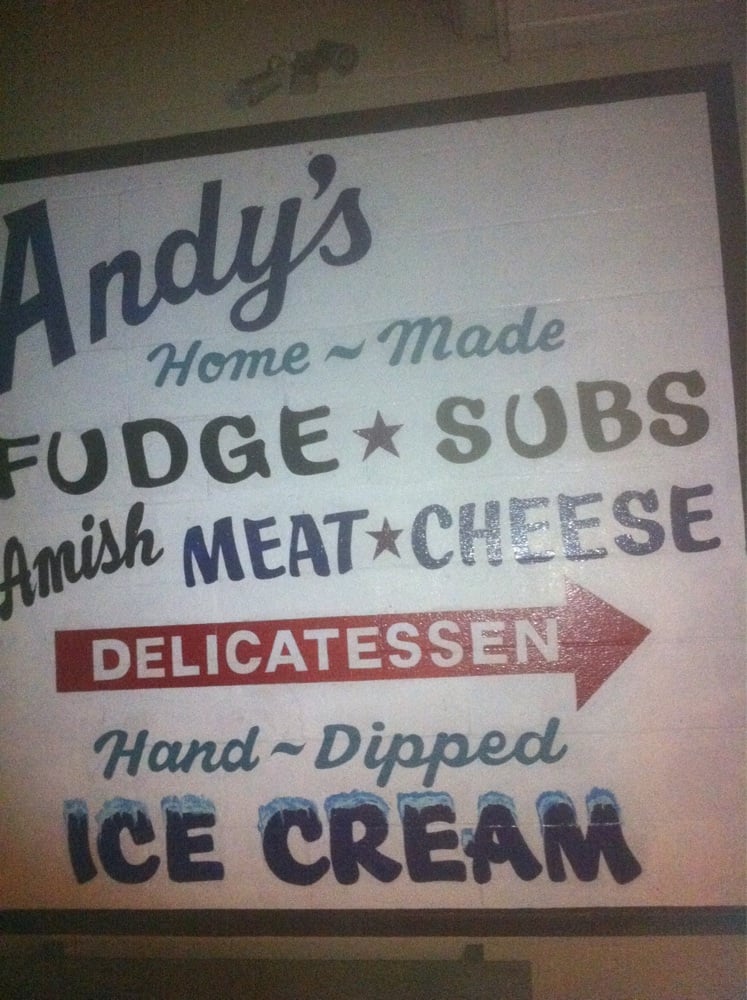 Andy's
Home ~ Made
FUDGE ★ SUBS
Amish MEAT ★ CHEESE
DELICATESSEN
Hand ~ Dipped
ICE CREAM